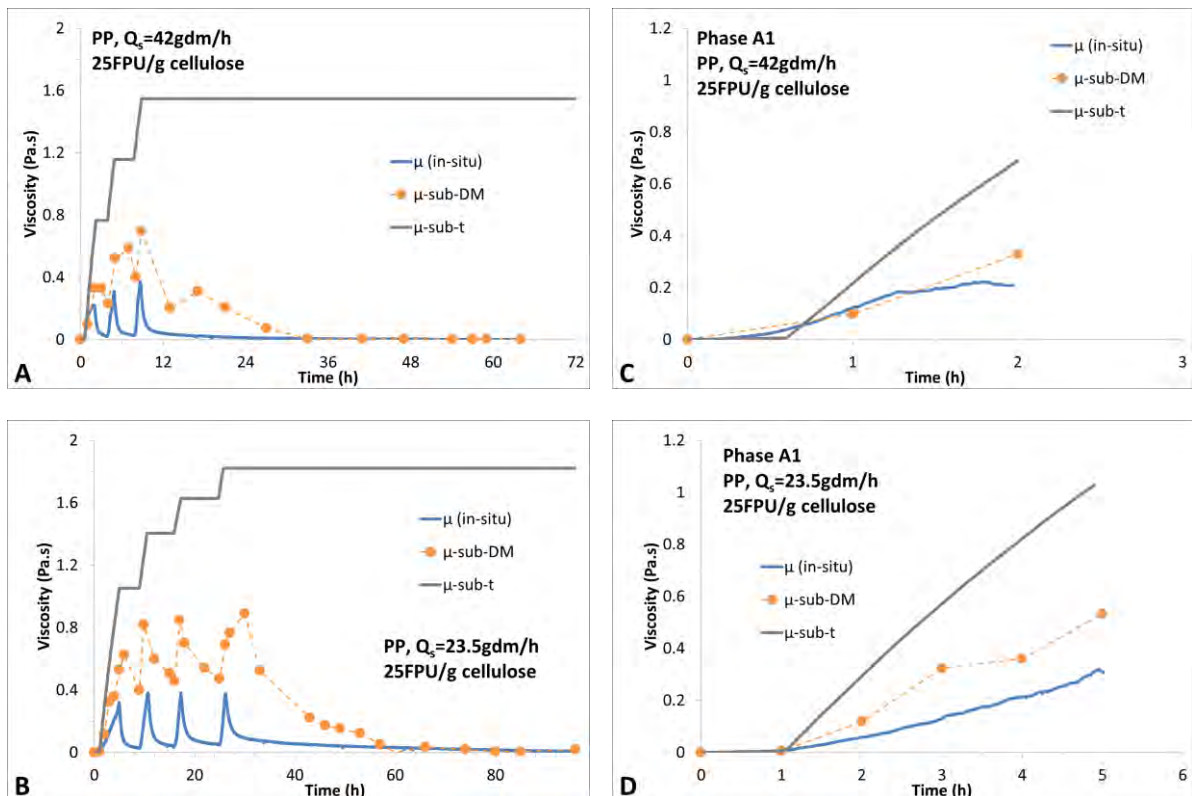 PP, Qs=42gdm/h
25FPU/g cellulose
2
1.6
1.2
0.8
0.4
0
Viscosity (Pa.s)
μ (in-situ)
μ-sub-DM
μ-sub-t
0 12 24 36 48 60 72
Time (h)
A
Phase A1
PP, Qs=42gdm/h
25FPU/g cellulose
1.2
1
0.8
0.6
0.4
0.2
0
Viscosity (Pa.s)
μ (in-situ)
μ-sub-DM
μ-sub-t
0 1 2 3
Time (h)
C
2
1.6
1.2
0.8
0.4
0
Viscosity (Pa.s)
μ (in-situ)
μ-sub-DM
μ-sub-t
PP, Qs=23.5gdm/h
25FPU/g cellulose
0 20 40 60 80
Time (h)
B
Phase A1
PP, Qs=23.5gdm/h
25FPU/g cellulose
1.2
1
0.8
0.6
0.4
0.2
0
Viscosity (Pa.s)
μ (in-situ)
μ-sub-DM
μ-sub-t
0 1 2 3 4 5 6
Time (h)
D